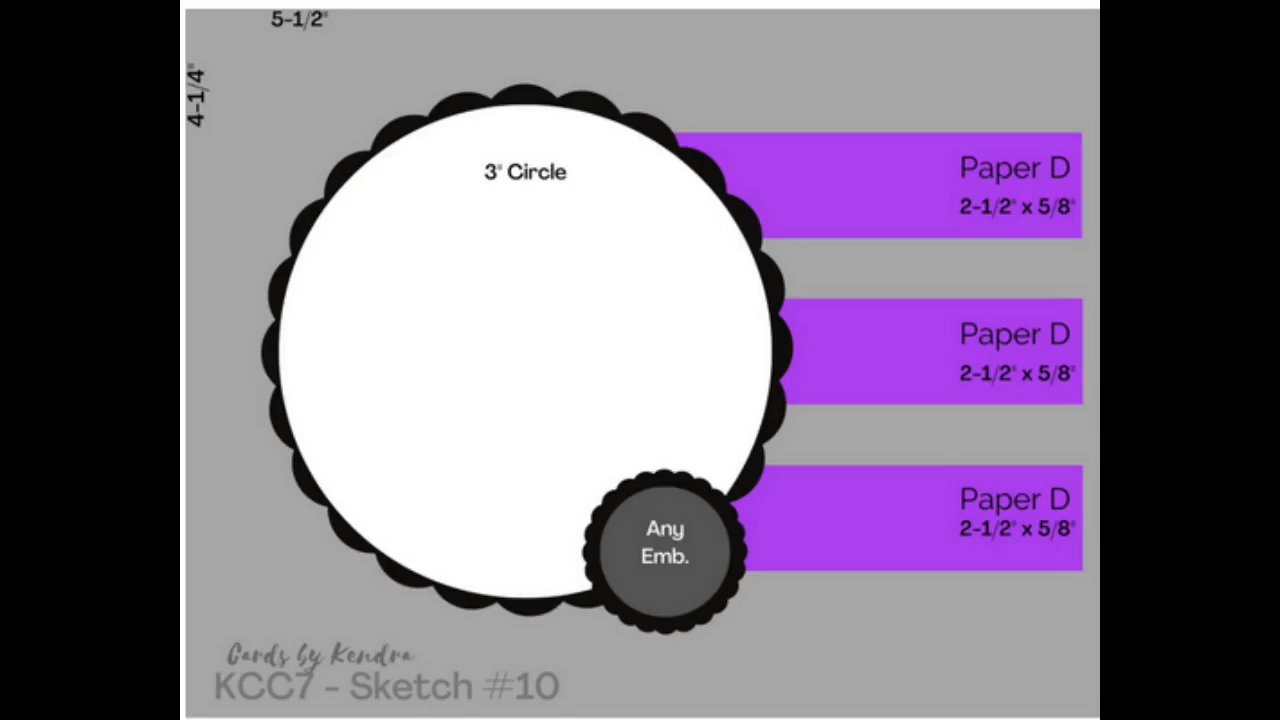 5-1/2"
4-1/4"
3" Circle
Paper D
2-1/2" x 5/8"
Paper D
2-1/2" x 5/8"
Paper D
2-1/2" x 5/8"
Any
Emb.
Cards by Kendra
KCC7 - Sketch #10